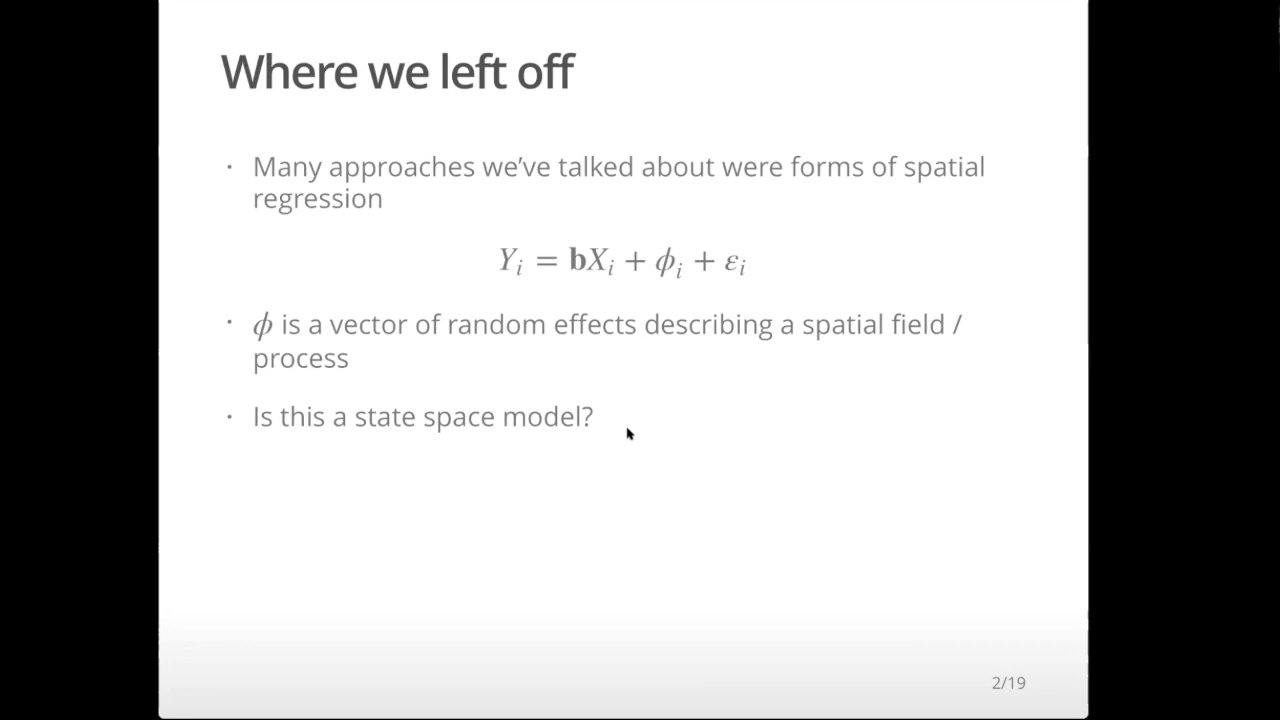 Where we left off
· Many approaches we’ve talked about were forms of spatial
regression
Yᵢ = 𝐛Xᵢ + ϕᵢ + εᵢ
· ϕ is a vector of random effects describing a spatial field /
process
· Is this a state space model?
2/19